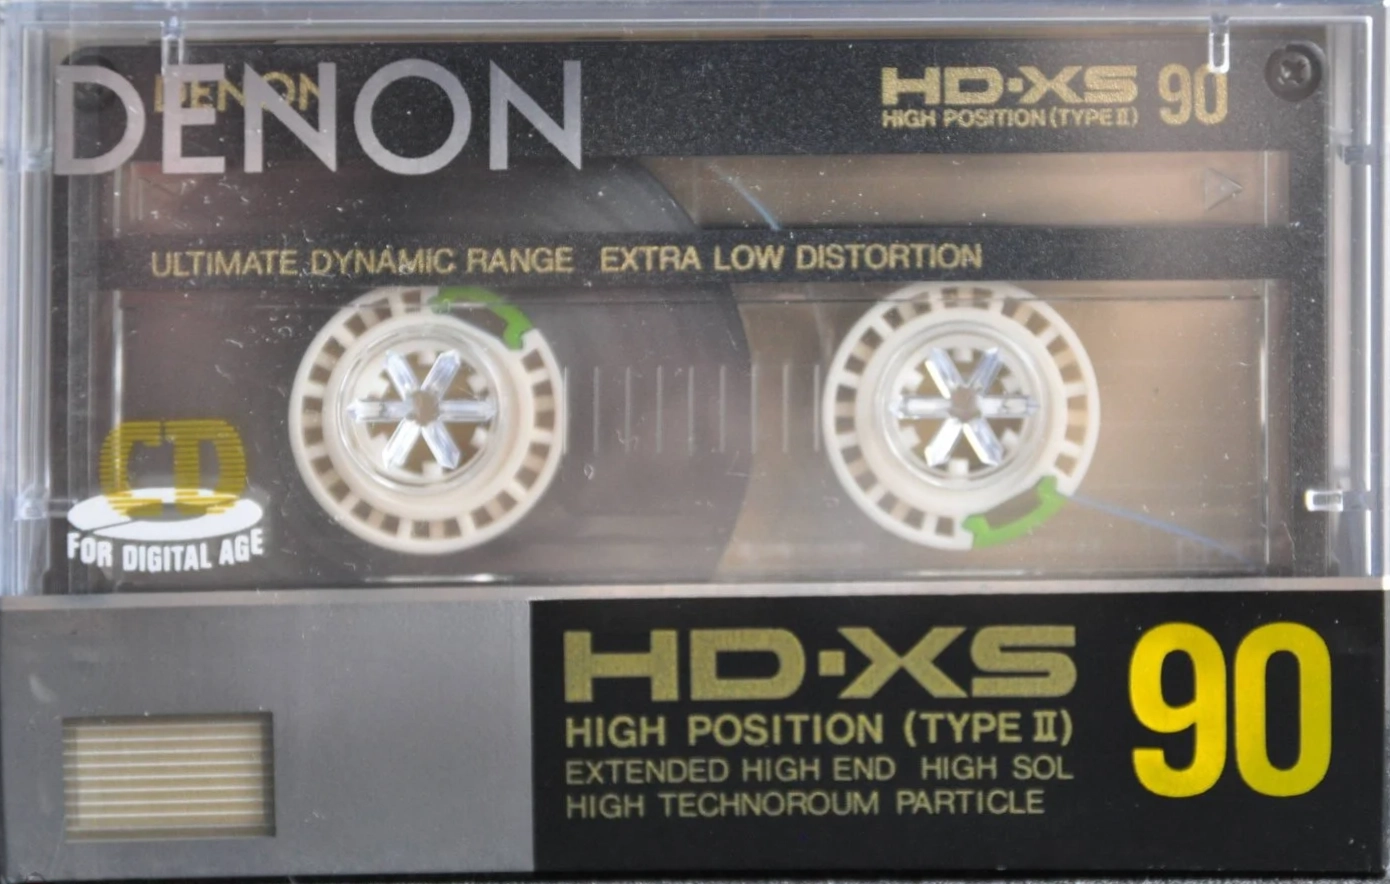 DENON
DENON
HD·XS 90
HIGH POSITION (TYPE II)
ULTIMATE DYNAMIC RANGE EXTRA LOW DISTORTION
CD
FOR DIGITAL AGE
HD·XS 90
HIGH POSITION (TYPE II)
EXTENDED HIGH END HIGH SOL
HIGH TECHNOROUM PARTICLE